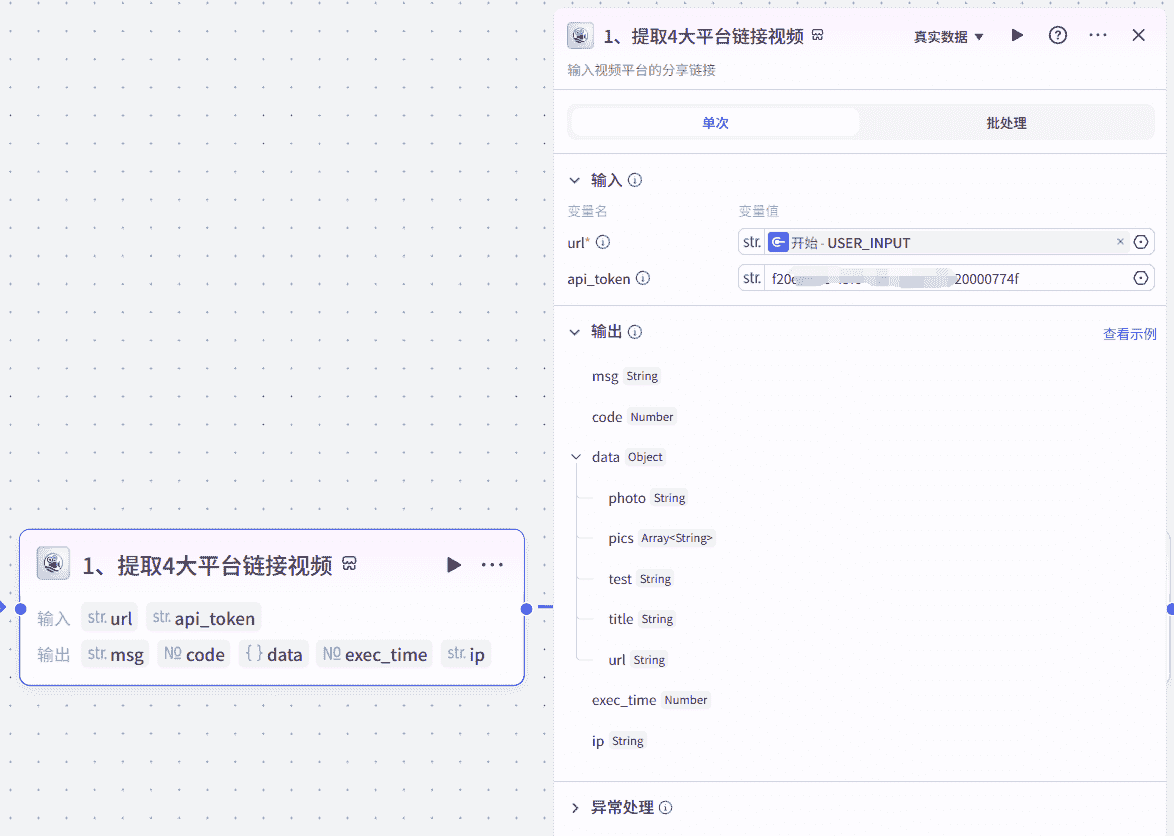 1、提取4大平台链接视频
真实数据
输入视频平台的分享链接
单次 批处理
输入
变量名 变量值
url* str. 开始 - USER_INPUT
api_token str. 20000774f
输出 查看示例
msg String
code Number
data Object
photo String
pics Array<String>
test String
title String
url String
exec_time Number
ip String
异常处理
1、提取4大平台链接视频
输入 str. url str. api_token
输出 str. msg № code { } data № exec_time str. ip